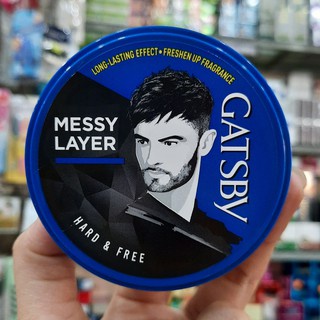 LONG-LASTING EFFECT • FRESHEN UP FRAGRANCE
GATSBY
MESSY
LAYER
HARD & FREE